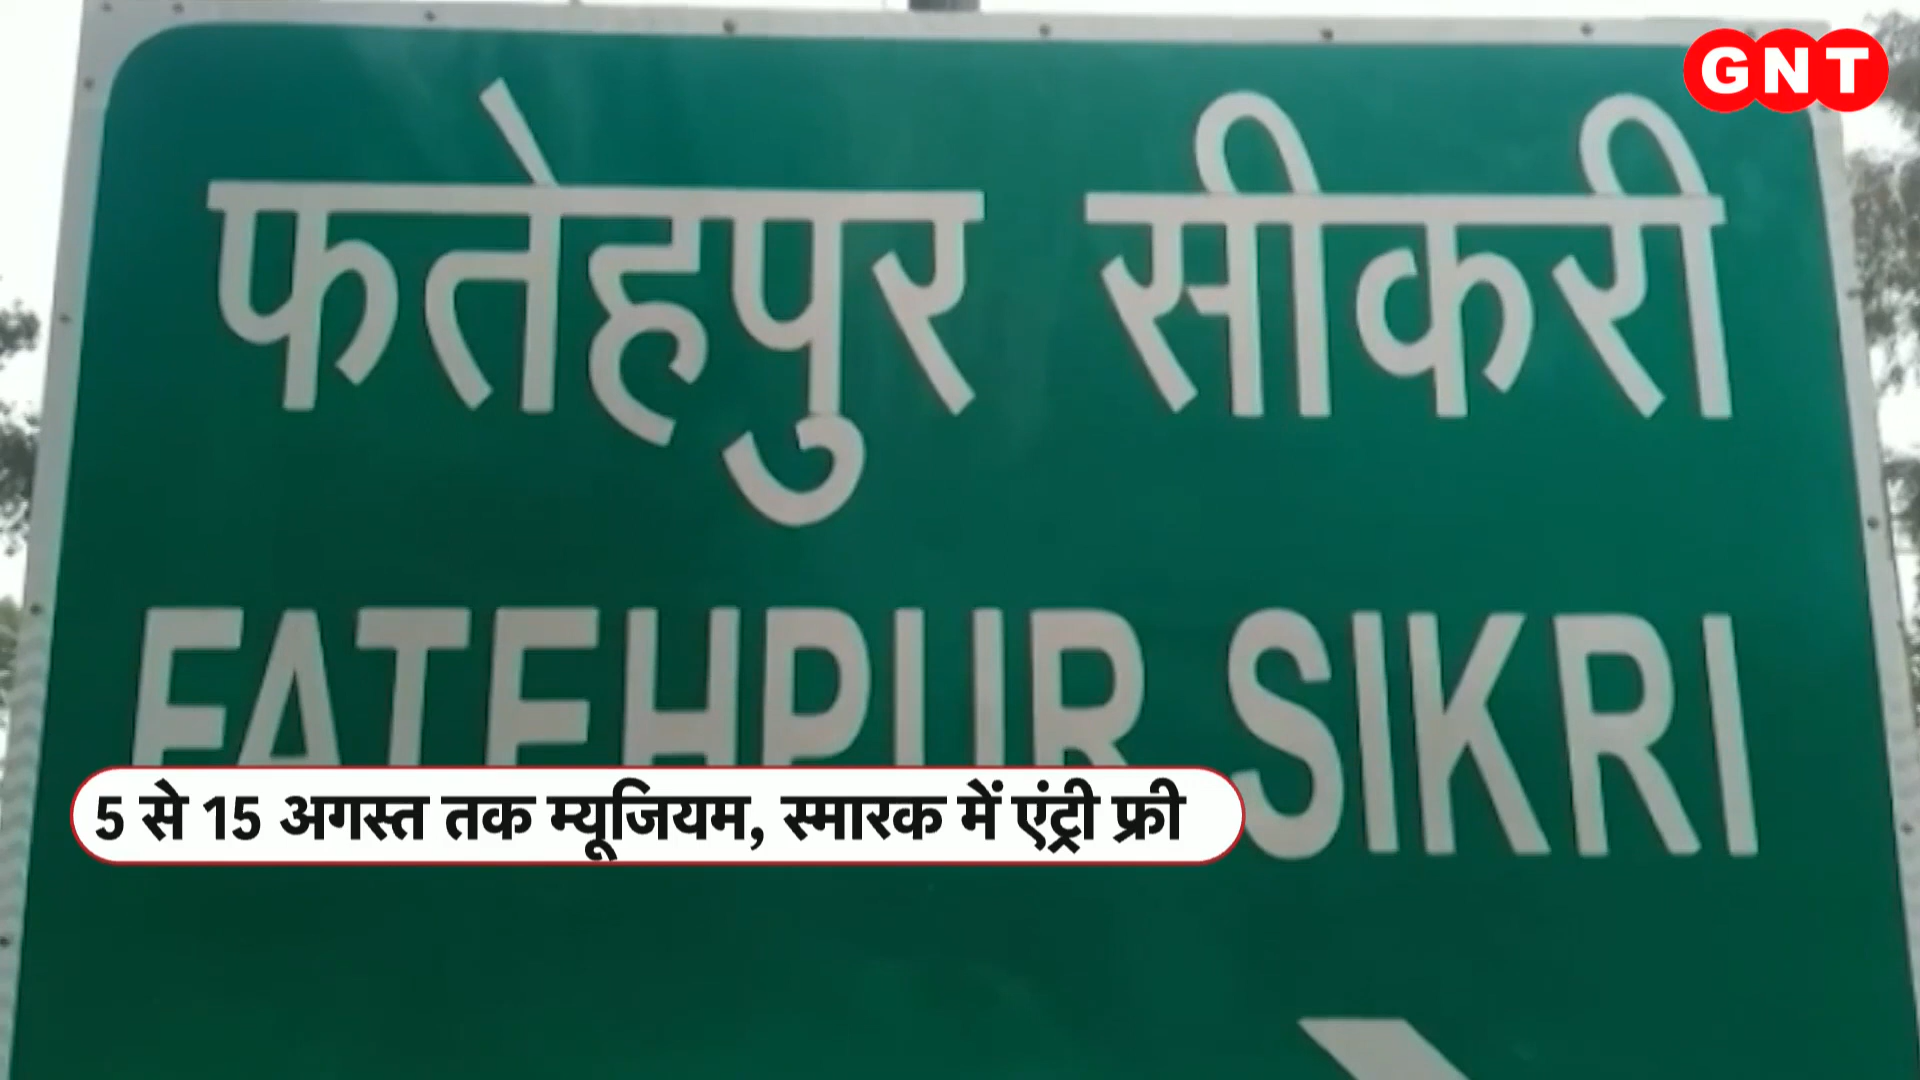 GNT
फतेहपुर सीकरी
FATEHPUR SIKRI
5 से 15 अगस्त तक म्यूजियम, स्मारक में एंट्री फ्री